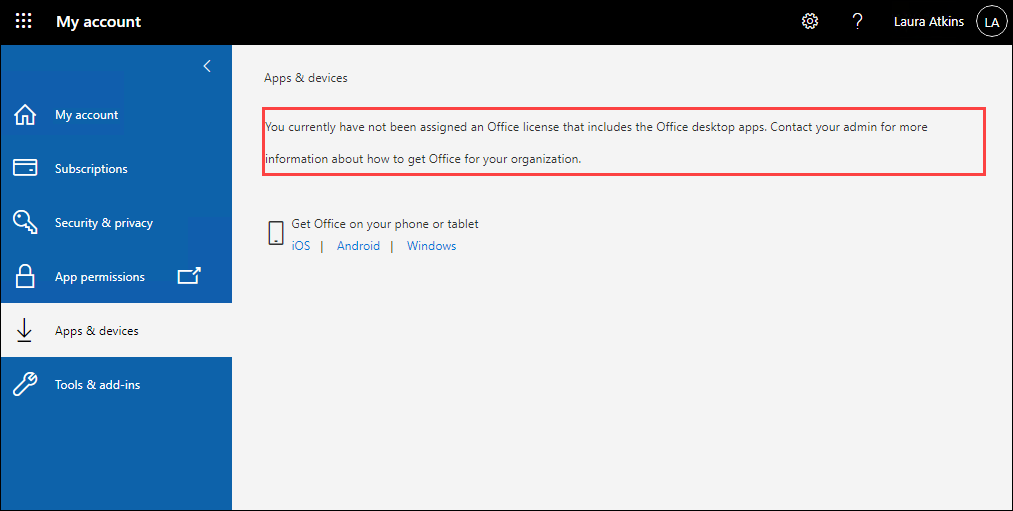 My account
?
Laura Atkins
LA
My account
Subscriptions
Security & privacy
App permissions
Apps & devices
Tools & add-ins
Apps & devices
You currently have not been assigned an Office license that includes the Office desktop apps. Contact your admin for more
information about how to get Office for your organization.
Get Office on your phone or tablet
iOS | Android | Windows